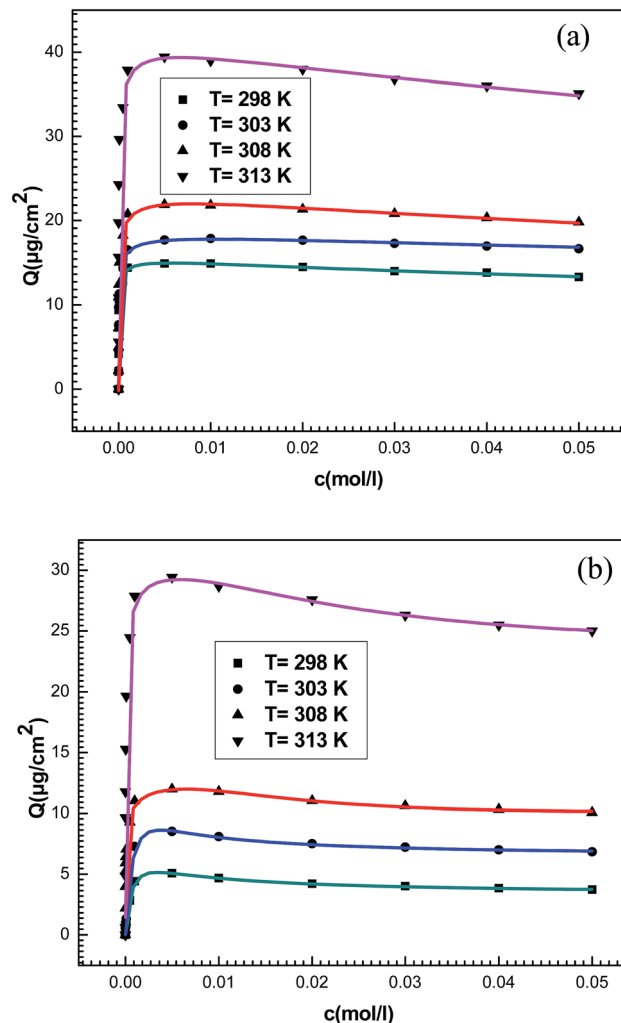 (a)
40
30
20
10
0
Q(µg/cm²)
T= 298 K
T= 303 K
T= 308 K
T= 313 K
0.00 0.01 0.02 0.03 0.04 0.05
c(mol/l)
(b)
30
25
20
15
10
5
0
Q(µg/cm²)
T= 298 K
T= 303 K
T= 308 K
T= 313 K
0.00 0.01 0.02 0.03 0.04 0.05
c(mol/l)